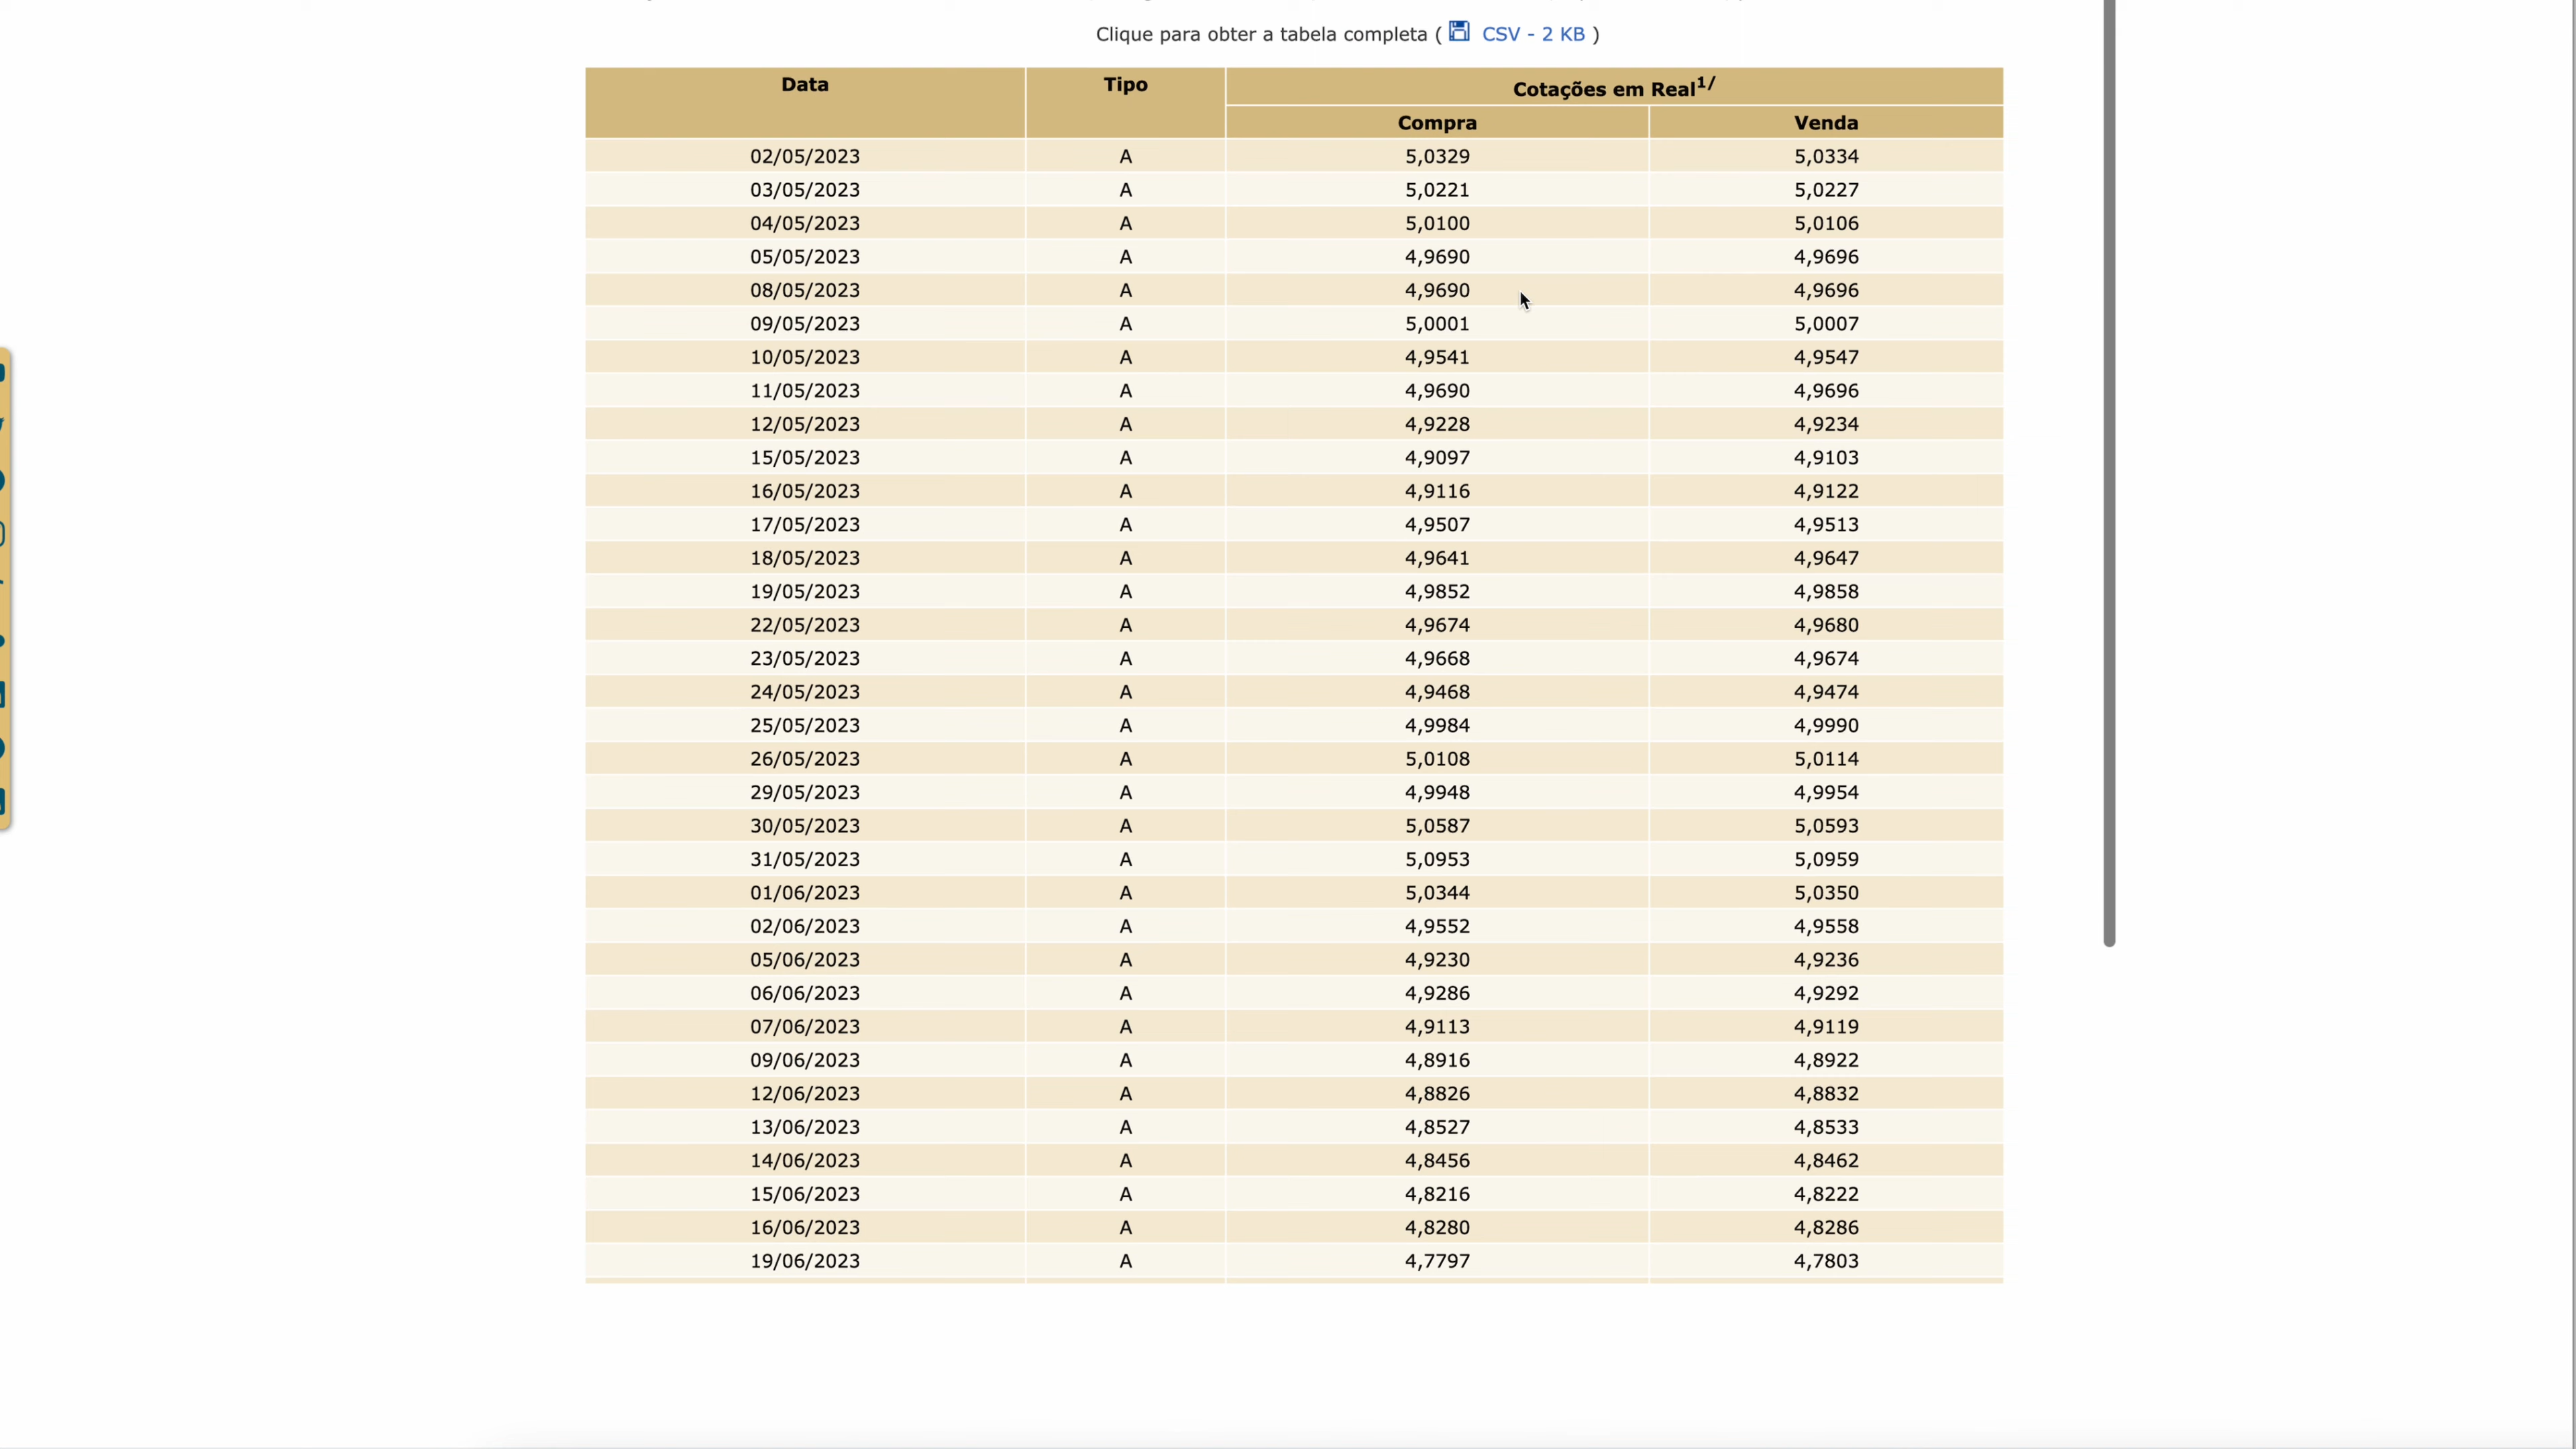 Clique para obter a tabela completa ( CSV - 2 KB )
Data Tipo Cotações em Real1/
Compra Venda
02/05/2023 A 5,0329 5,0334
03/05/2023 A 5,0221 5,0227
04/05/2023 A 5,0100 5,0106
05/05/2023 A 4,9690 4,9696
08/05/2023 A 4,9690 4,9696
09/05/2023 A 5,0001 5,0007
10/05/2023 A 4,9541 4,9547
11/05/2023 A 4,9690 4,9696
12/05/2023 A 4,9228 4,9234
15/05/2023 A 4,9097 4,9103
16/05/2023 A 4,9116 4,9122
17/05/2023 A 4,9507 4,9513
18/05/2023 A 4,9641 4,9647
19/05/2023 A 4,9852 4,9858
22/05/2023 A 4,9674 4,9680
23/05/2023 A 4,9668 4,9674
24/05/2023 A 4,9468 4,9474
25/05/2023 A 4,9984 4,9990
26/05/2023 A 5,0108 5,0114
29/05/2023 A 4,9948 4,9954
30/05/2023 A 5,0587 5,0593
31/05/2023 A 5,0953 5,0959
01/06/2023 A 5,0344 5,0350
02/06/2023 A 4,9552 4,9558
05/06/2023 A 4,9230 4,9236
06/06/2023 A 4,9286 4,9292
07/06/2023 A 4,9113 4,9119
09/06/2023 A 4,8916 4,8922
12/06/2023 A 4,8826 4,8832
13/06/2023 A 4,8527 4,8533
14/06/2023 A 4,8456 4,8462
15/06/2023 A 4,8216 4,8222
16/06/2023 A 4,8280 4,8286
19/06/2023 A 4,7797 4,7803